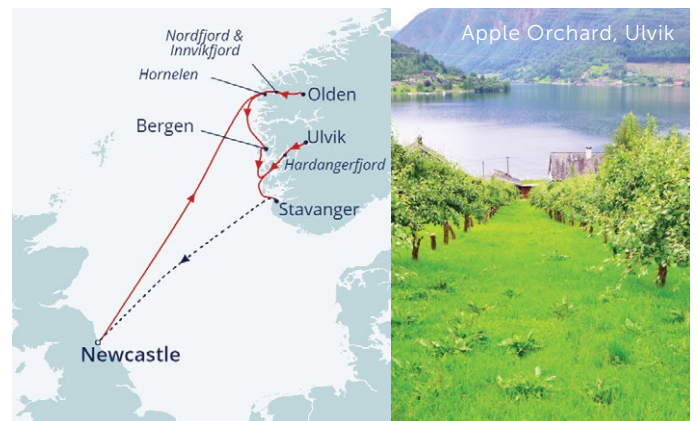 Nordfjord &
Innvikfjord
Hornelen
Olden
Bergen
Ulvik
Hardangerfjord
Stavanger
Newcastle
Apple Orchard, Ulvik